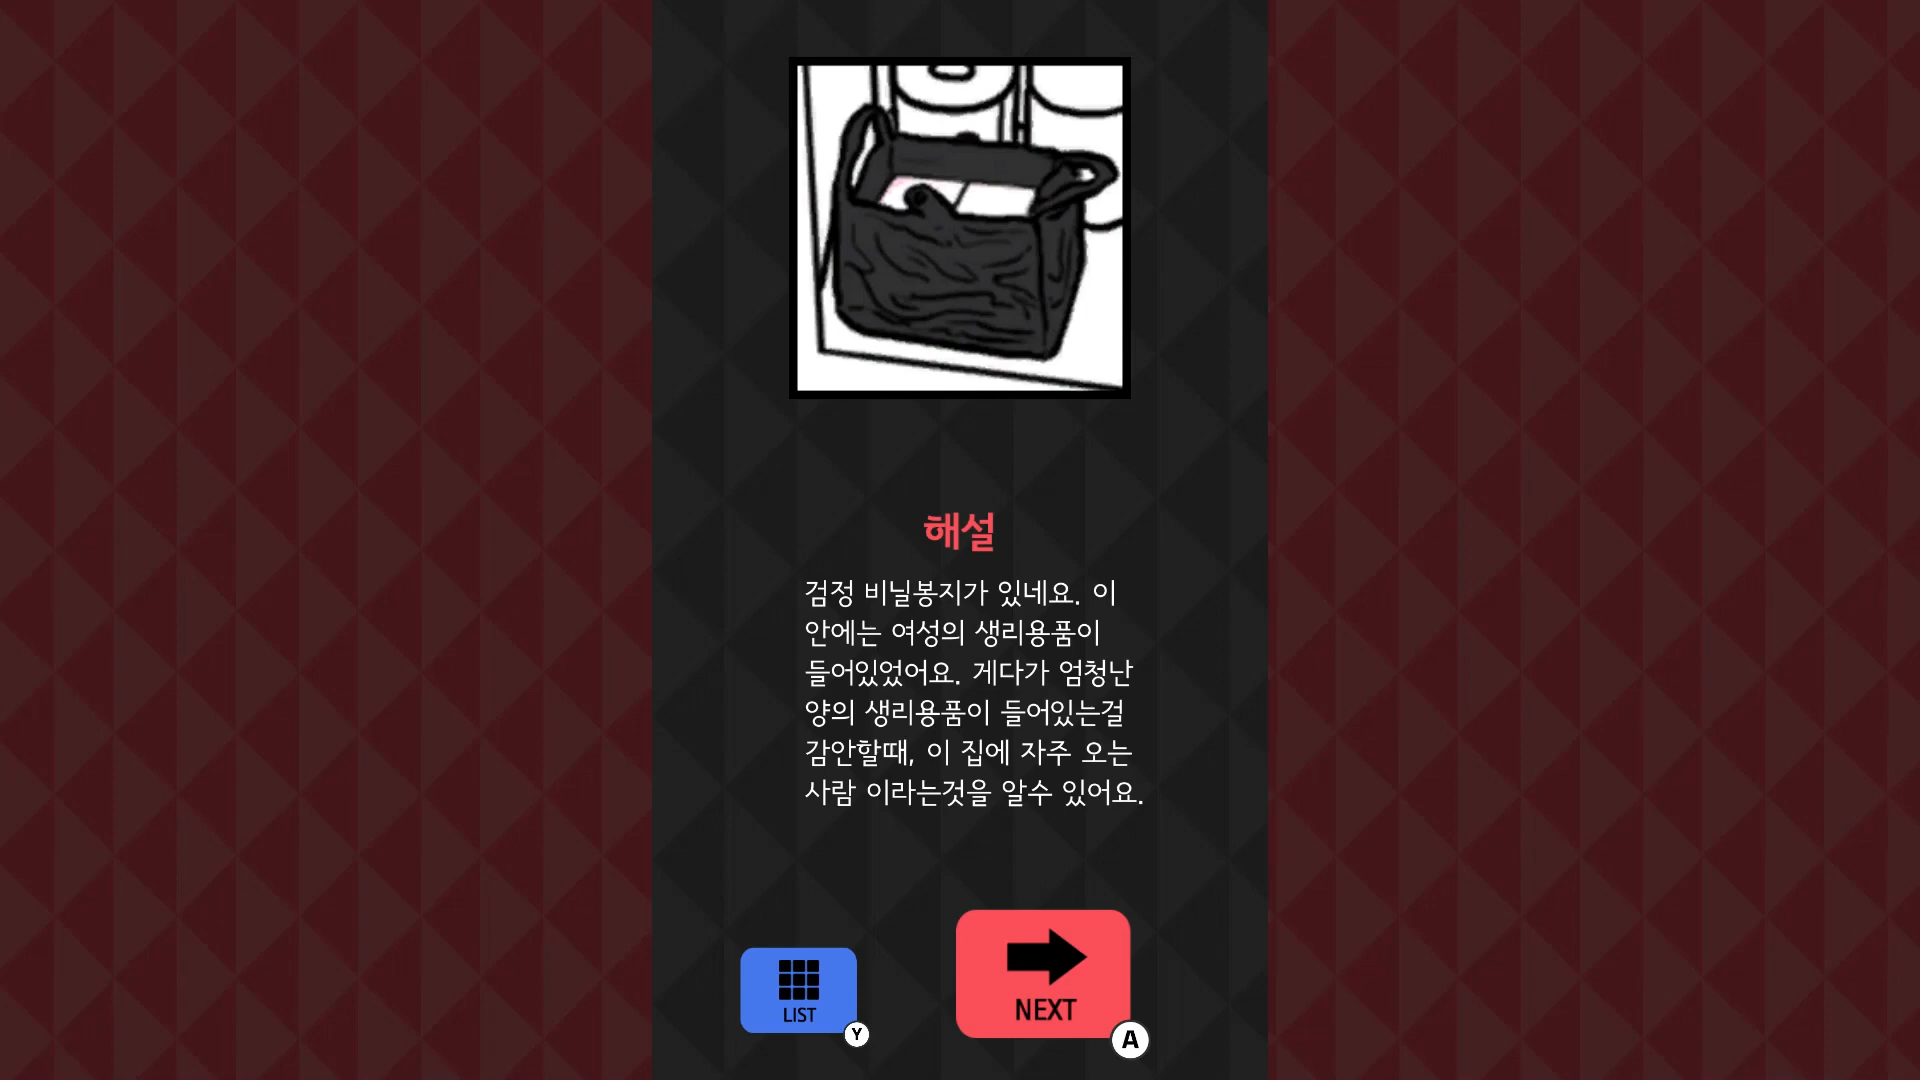 해설
검정 비닐봉지가 있네요. 이
안에는 여성의 생리용품이
들어있었어요. 게다가 엄청난
양의 생리용품이 들어있는걸
감안할때, 이 집에 자주 오는
사람 이라는것을 알수 있어요.
LIST
Y
NEXT
A